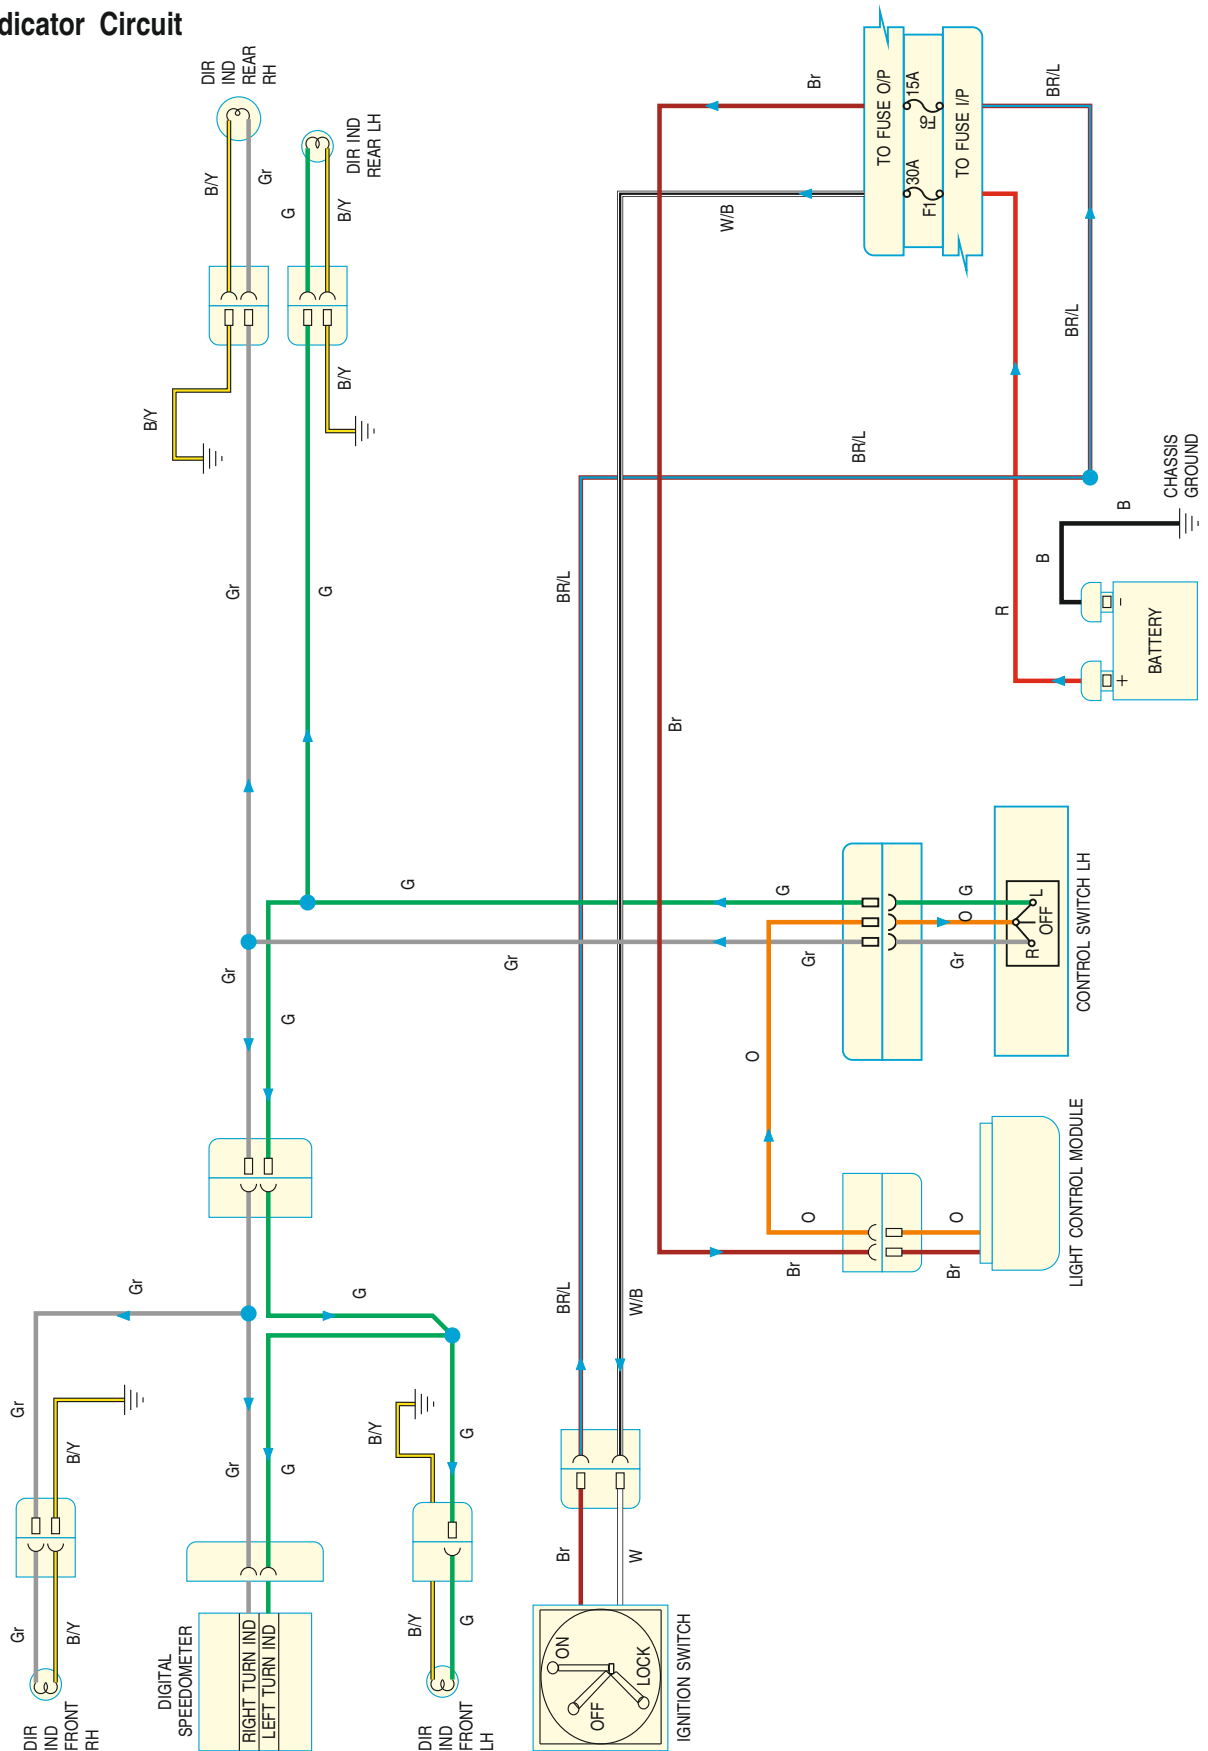 dicator Circuit
DIR
IND
REAR
RH
B/Y
Gr
G
DIR IND
REAR LH
B/Y
B/Y
B/Y
Gr
G
Br
W/B
TO FUSE O/P
15A
F6
30A
F1
TO FUSE I/P
BR/L
BR/L
BR/L
BR/L
CHASSIS
GROUND
B
B
R
BATTERY
-
+
Br
G
G
G
Gr
Gr
O
Gr
L
OFF
R
CONTROL SWITCH LH
Gr
G
O
O
O
Br
Br
LIGHT CONTROL MODULE
Gr
G
BR/L
W/B
Gr
B/Y
B/Y
G
Gr
G
Gr
B/Y
DIR
IND
FRONT
RH
DIGITAL
SPEEDOMETER
RIGHT TURN IND
LEFT TURN IND
B/Y
G
DIR
IND
FRONT
LH
Br
W
ON
OFF
LOCK
IGNITION SWITCH